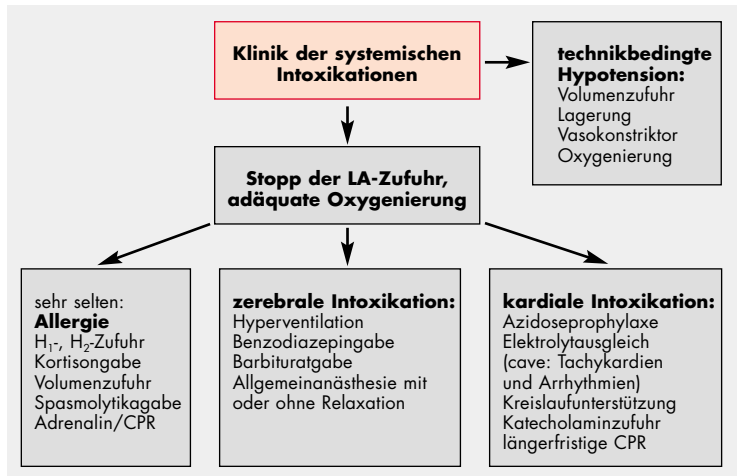 Klinik der systemischen
Intoxikationen
technikbedingte
Hypotension:
Volumenzufuhr
Lagerung
Vasokonstriktor
Oxygenierung
Stopp der LA-Zufuhr,
adäquate Oxygenierung
sehr selten:
Allergie
H₁-, H₂-Zufuhr
Kortisongabe
Volumenzufuhr
Spasmolytikagabe
Adrenalin/CPR
zerebrale Intoxikation:
Hyperventilation
Benzodiazepingabe
Barbituratgabe
Allgemeinanästhesie mit
oder ohne Relaxation
kardiale Intoxikation:
Azidoseprophylaxe
Elektrolytausgleich
(cave: Tachykardien
und Arrhythmien)
Kreislaufunterstützung
Katecholaminzufuhr
längerfristige CPR